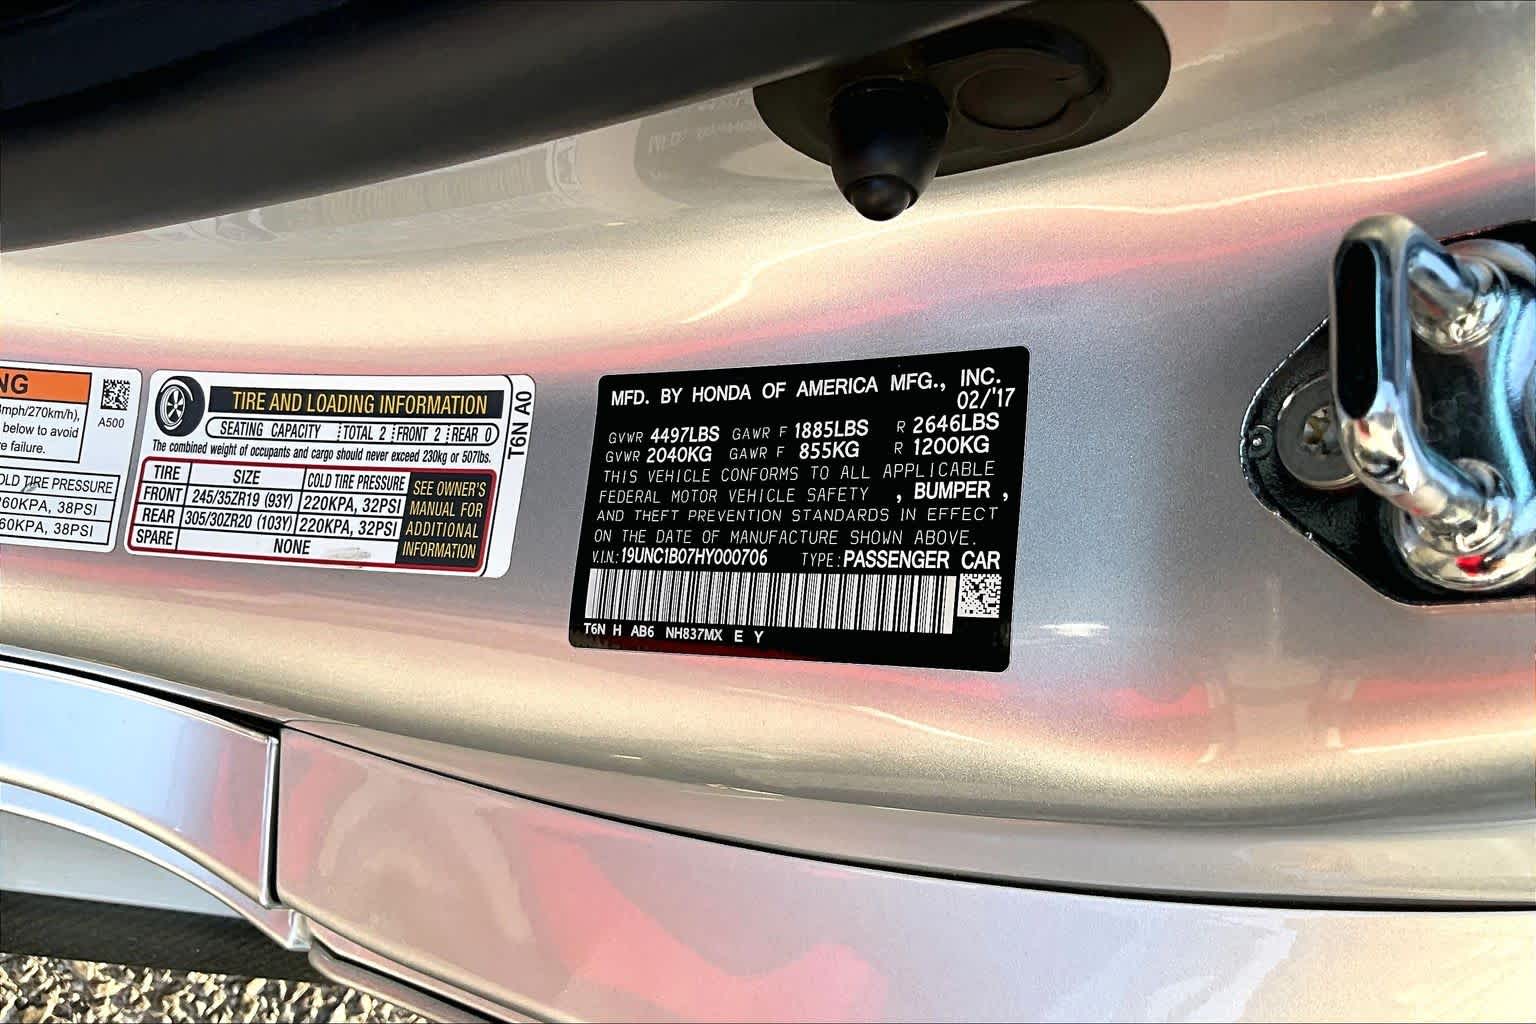 NG
mph/270km/h),
below to avoid
e failure.
A500
OLD TIRE PRESSURE
260KPA, 38PSI
60KPA, 38PSI
TIRE AND LOADING INFORMATION
SEATING CAPACITY TOTAL 2 FRONT 2 REAR 0
The combined weight of occupants and cargo should never exceed 230kg or 507lbs.
TIRE SIZE COLD TIRE PRESSURE
FRONT 245/35ZR19 (93Y) 220KPA, 32PSI
REAR 305/30ZR20 (103Y) 220KPA, 32PSI
SPARE NONE
SEE OWNER'S
MANUAL FOR
ADDITIONAL
INFORMATION
T6N A0
MFD. BY HONDA OF AMERICA MFG., INC.
02/'17
GVWR 4497LBS GAWR F 1885LBS R 2646LBS
GVWR 2040KG GAWR F 855KG R 1200KG
THIS VEHICLE CONFORMS TO ALL APPLICABLE
FEDERAL MOTOR VEHICLE SAFETY , BUMPER ,
AND THEFT PREVENTION STANDARDS IN EFFECT
ON THE DATE OF MANUFACTURE SHOWN ABOVE.
V.I.N.: 19UNC1B07HY000706 TYPE: PASSENGER CAR
T6N H AB6 NH837MX E Y